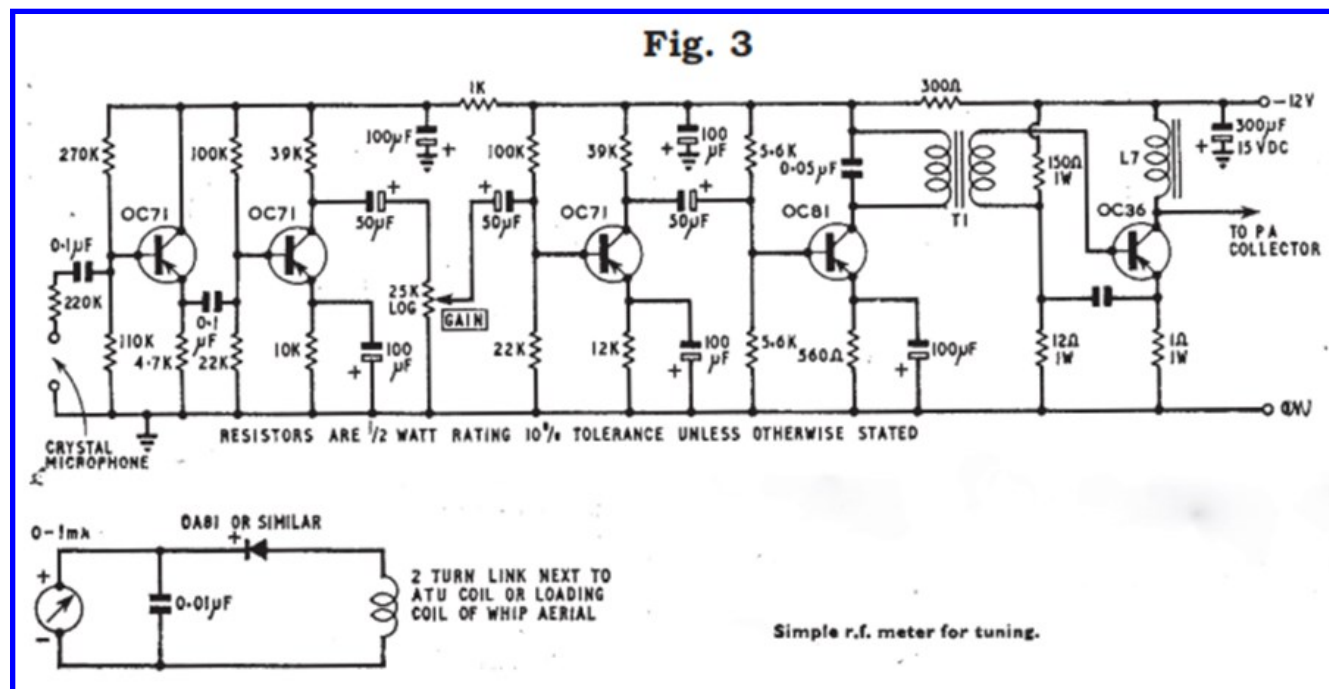 Fig. 3
1K
300Ω
-12V
270K
100K
39K
100μF
+
100K
39K
100
μF
+
5.6K
0.05μF
T1
150Ω
1W
L7
300μF
+
15 VDC
OC71
OC71
50μF
+
50μF
+
OC71
50μF
+
OC81
OC36
TO PA
COLLECTOR
0.1μF
220K
110K
4.7K
0.1
μF
22K
10K
100
μF
+
25K
LOG
GAIN
22K
12K
100
μF
+
5.6K
560Ω
100μF
+
12Ω
1W
1Ω
1W
CRYSTAL
MICROPHONE
RESISTORS ARE 1/2 WATT RATING 10% TOLERANCE UNLESS OTHERWISE STATED
0-1mA
OA81 OR SIMILAR
+
+
-
0.01μF
2 TURN LINK NEXT TO
ATU COIL OR LOADING
COIL OF WHIP AERIAL
Simple r.f. meter for tuning.